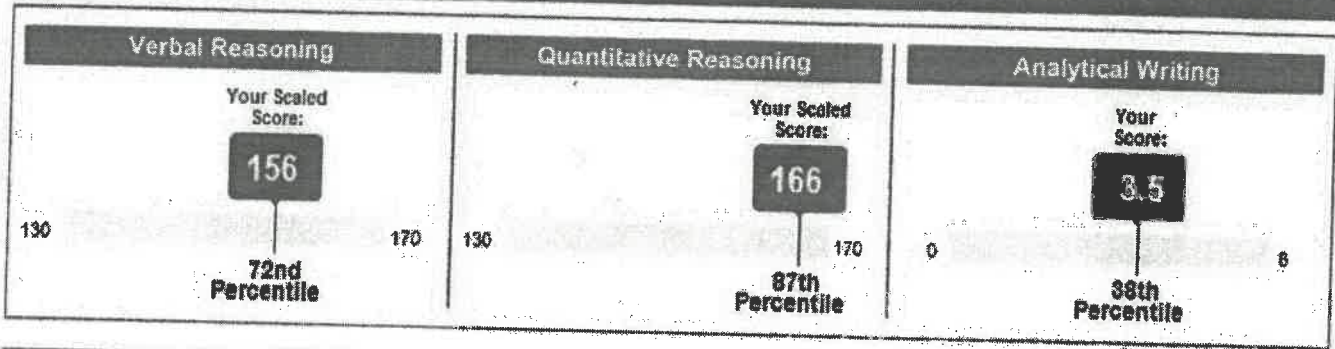 Verbal Reasoning
Your Scaled
Score:
156
130
170
72nd
Percentile
Quantitative Reasoning
Your Scaled
Score:
166
130
170
87th
Percentile
Analytical Writing
Your
Score:
3.5
0
6
38th
Percentile